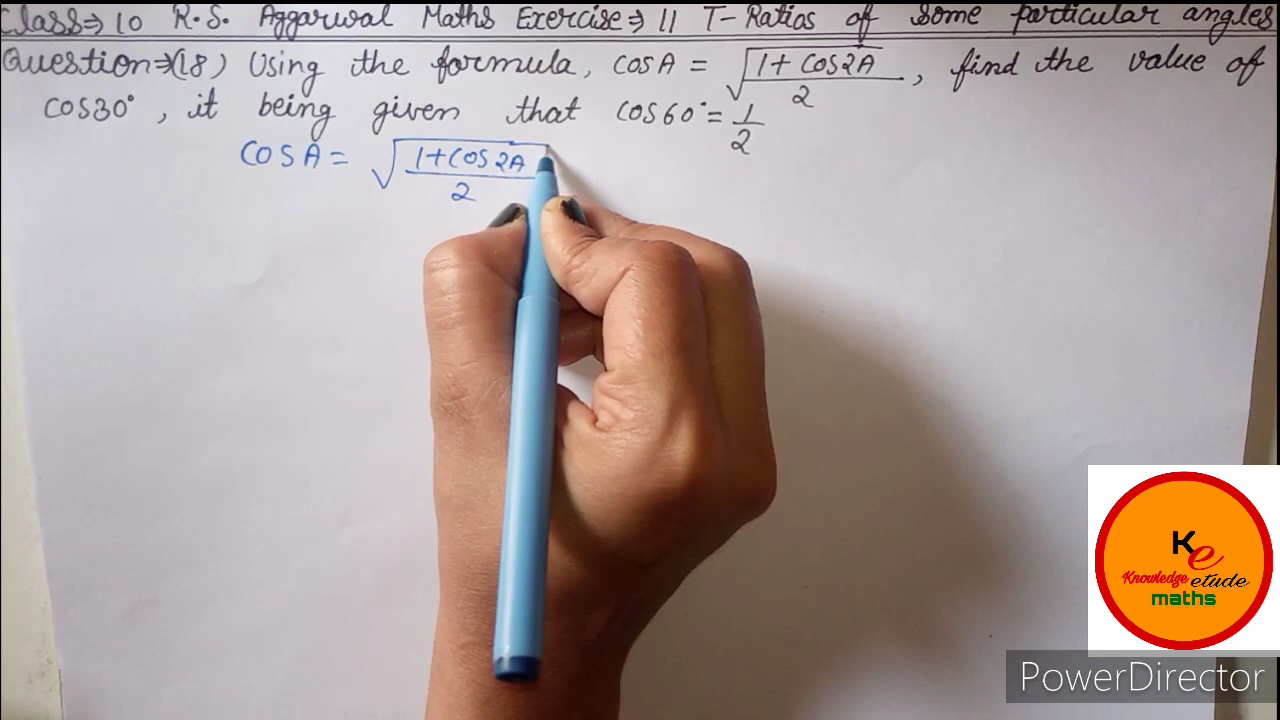 Class⇒10 R.S. Aggarwal Maths Exercise⇒11 T-Ratios of some particular angles
Question⇒(18) Using the formula, cosA = √(1+cos2A)/2, find the value of
cos30°, it being given that cos60°=1/2
cosA = √(1+cos2A)/2
Ke
Knowledge etude
maths
PowerDirector